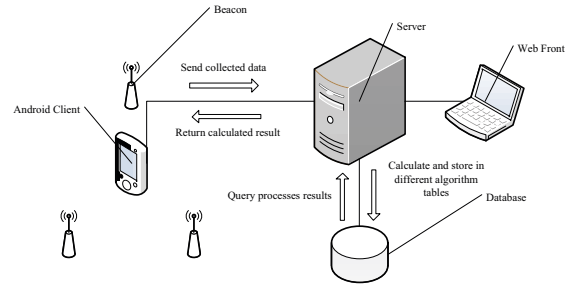 Beacon
Server
Web Front
Send collected data
Android Client
Return calculated result
Calculate and store in
different algorithm
tables
Query processes results
Database